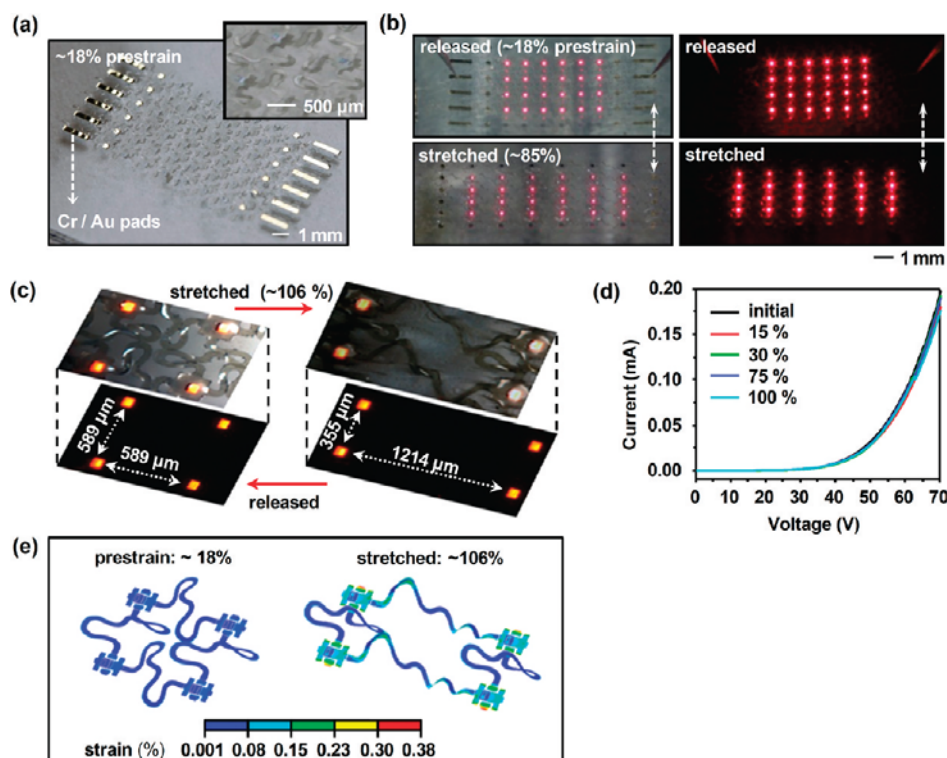 (a)
~18% prestrain
500 µm
Cr / Au pads
1 mm
(b)
released (~18% prestrain)
released
stretched (~85%)
stretched
1 mm
(c)
stretched (~106 %)
589 µm
589 µm
355 µm
1214 µm
released
(d)
0.20
0.15
0.10
0.05
0.00
Current (mA)
initial
15 %
30 %
75 %
100 %
0 10 20 30 40 50 60 70
Voltage (V)
(e)
prestrain: ~ 18%
stretched: ~106%
0.001 0.08 0.15 0.23 0.30 0.38
strain (%)